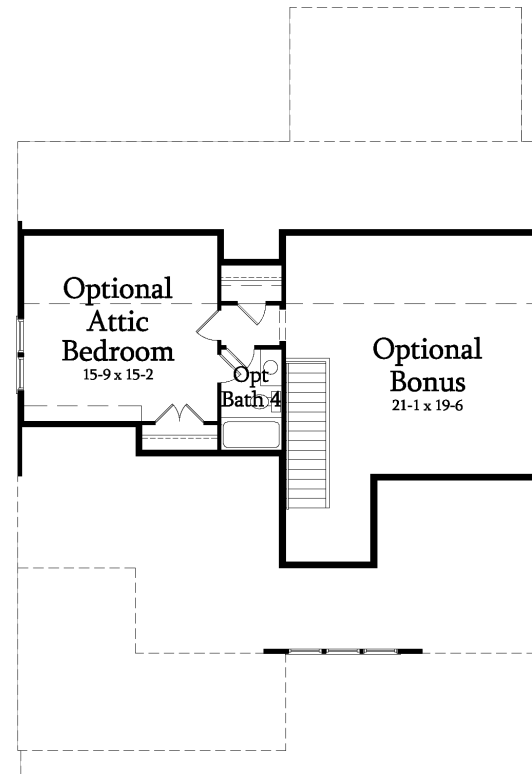 Optional
Attic
Bedroom
15-9 x 15-2
Opt
Bath 4
Optional
Bonus
21-1 x 19-6